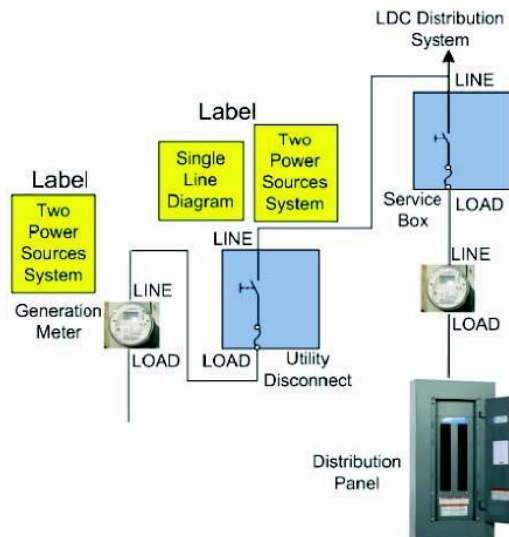 LDC Distribution
System
LINE
Label
Single
Line
Diagram
Two
Power
Sources
System
Label
Two
Power
Sources
System
Service
Box
LOAD
LINE
LINE
Generation
Meter
LINE
LOAD
LOAD
Utility
Disconnect
LOAD
Distribution
Panel